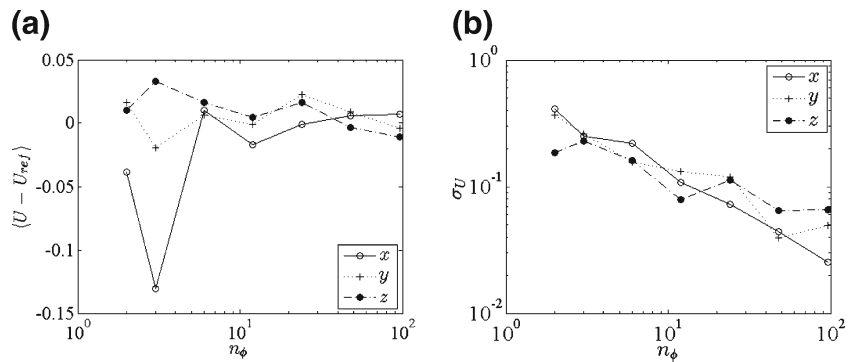 (a)
0.05
0
-0.05
-0.1
-0.15
⟨U − U_ref⟩
x
y
z
10^0
10^1
10^2
n_ϕ
(b)
10^0
10^-1
10^-2
σ_U
x
y
z
10^0
10^1
10^2
n_ϕ